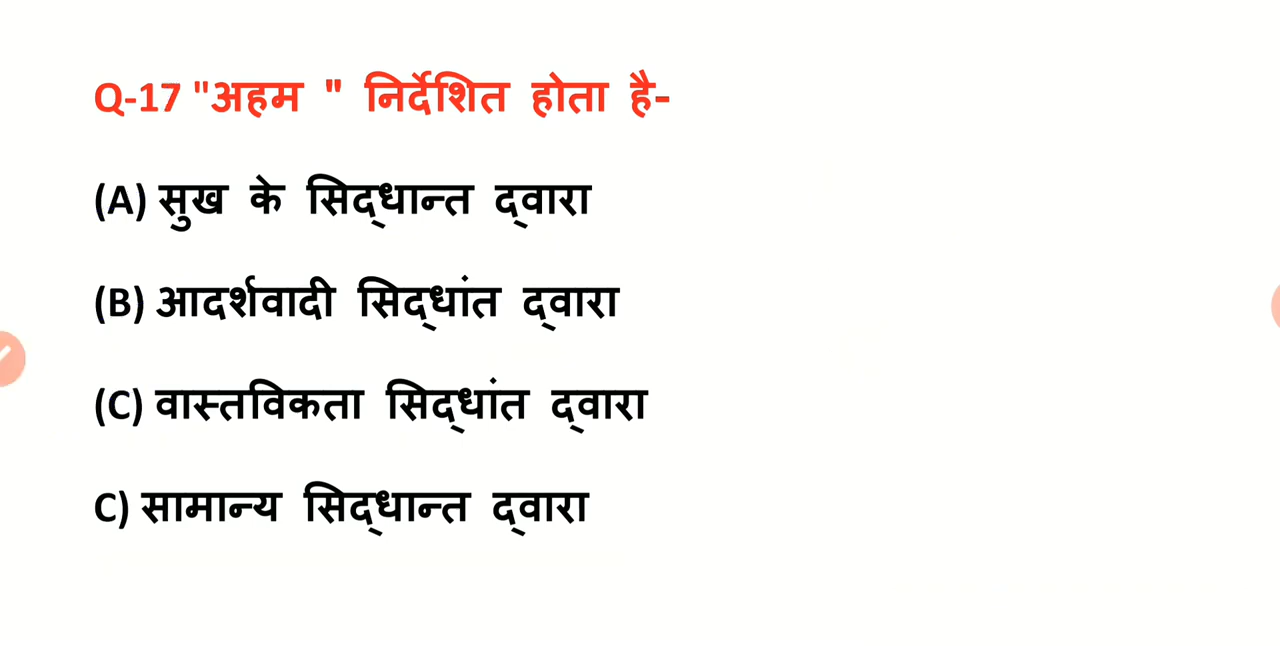 Q-17 "अहम " निर्देशित होता है-
(A) सुख के सिद्धान्त द्वारा
(B) आदर्शवादी सिद्धांत द्वारा
(C) वास्तविकता सिद्धांत द्वारा
C) सामान्य सिद्धान्त द्वारा